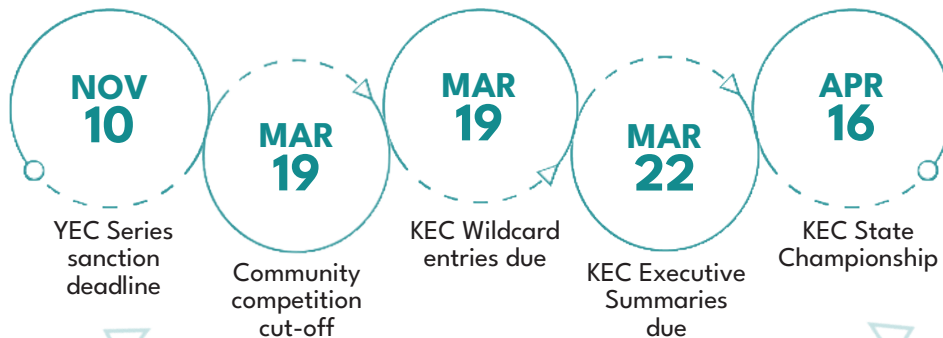 NOV
10
YEC Series
sanction
deadline
MAR
19
Community
competition
cut-off
MAR
19
KEC Wildcard
entries due
MAR
22
KEC Executive
Summaries
due
APR
16
KEC State
Championship